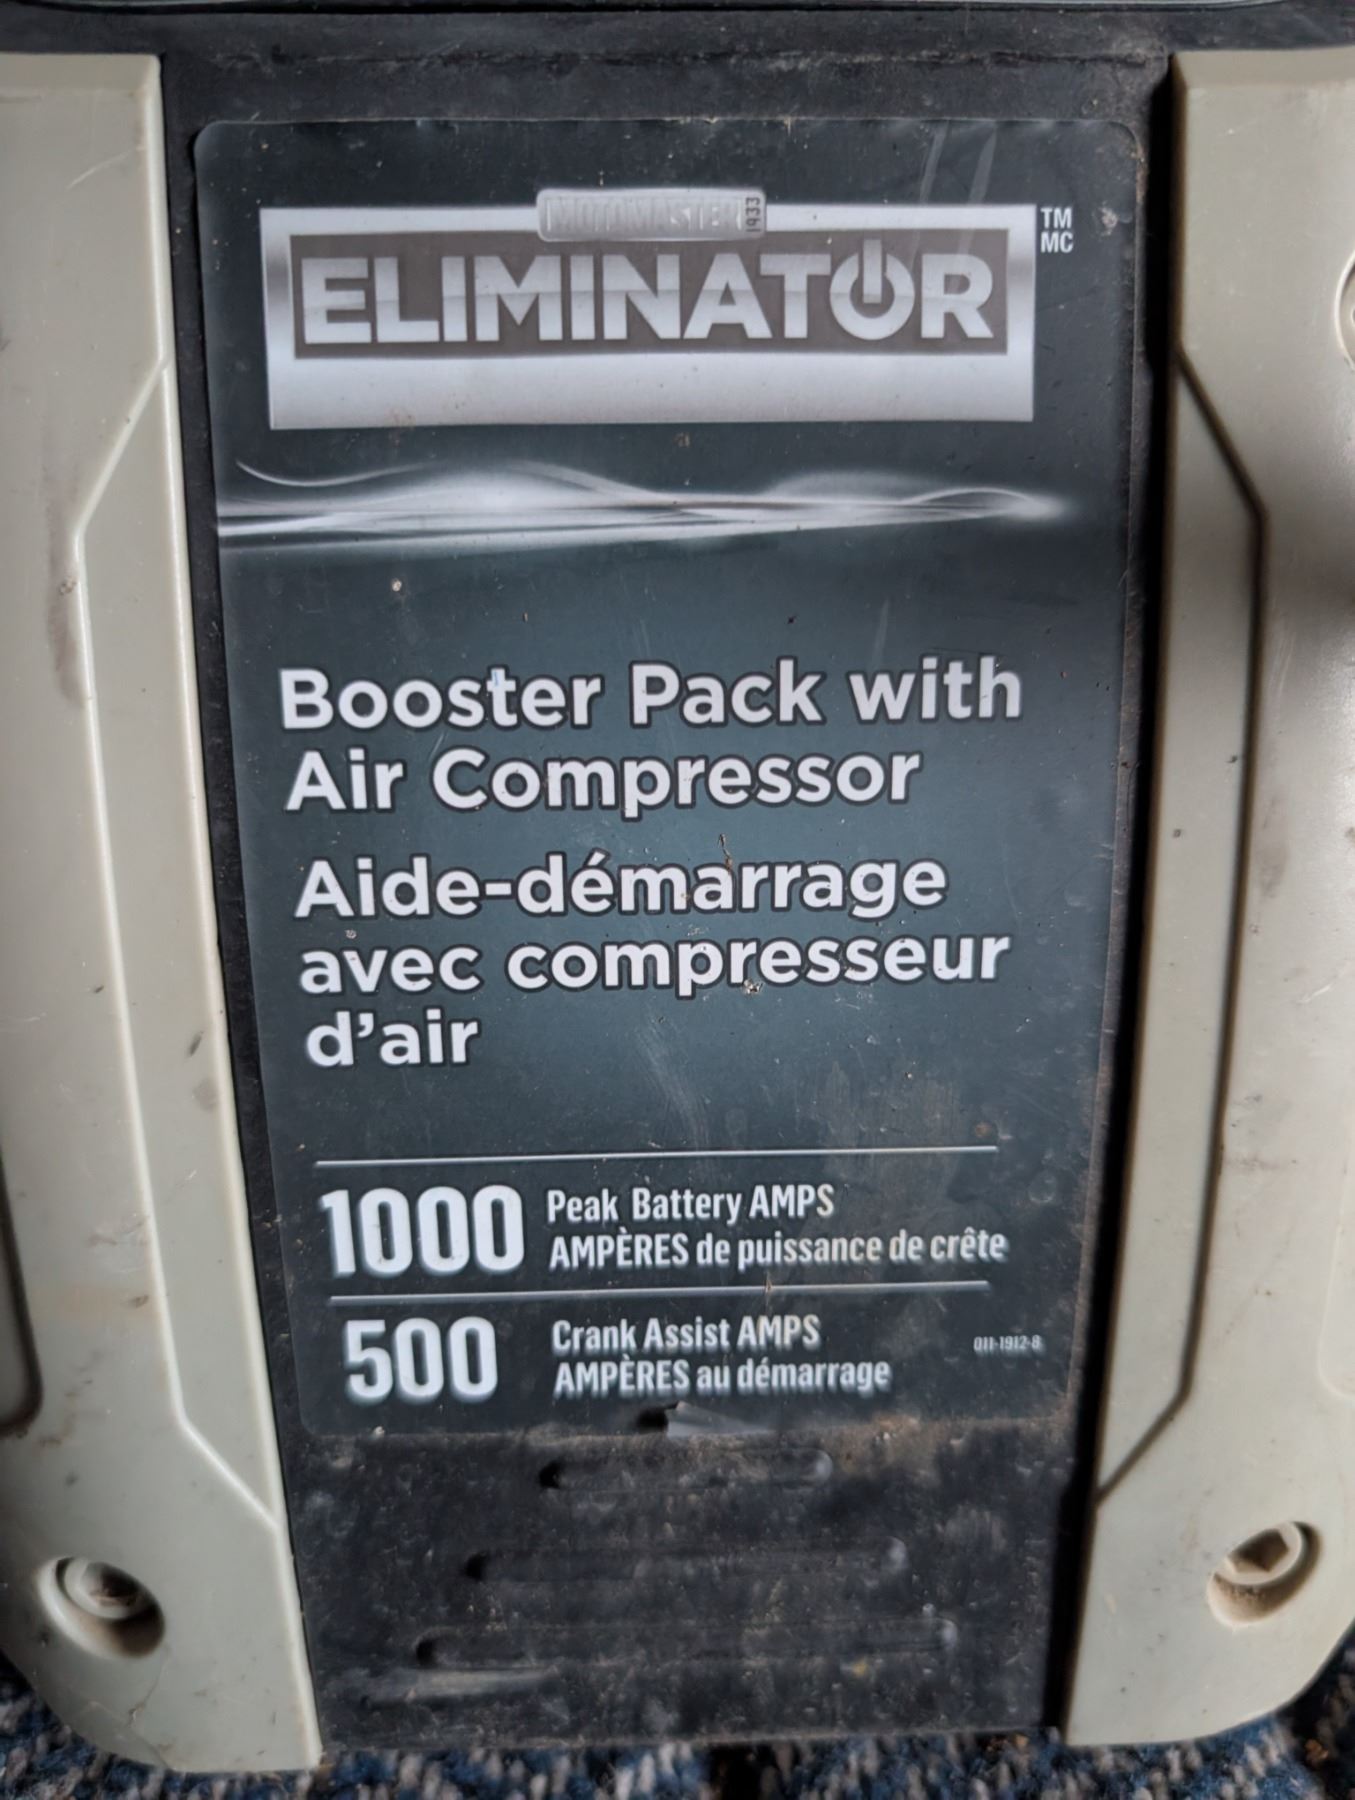 MOTOMASTER 1933
ELIMINATOR
TM
MC
Booster Pack with
Air Compressor
Aide-démarrage
avec compresseur
d'air
1000 Peak Battery AMPS
AMPÈRES de puissance de crête
500 Crank Assist AMPS
AMPÈRES au démarrage
011-1912-8